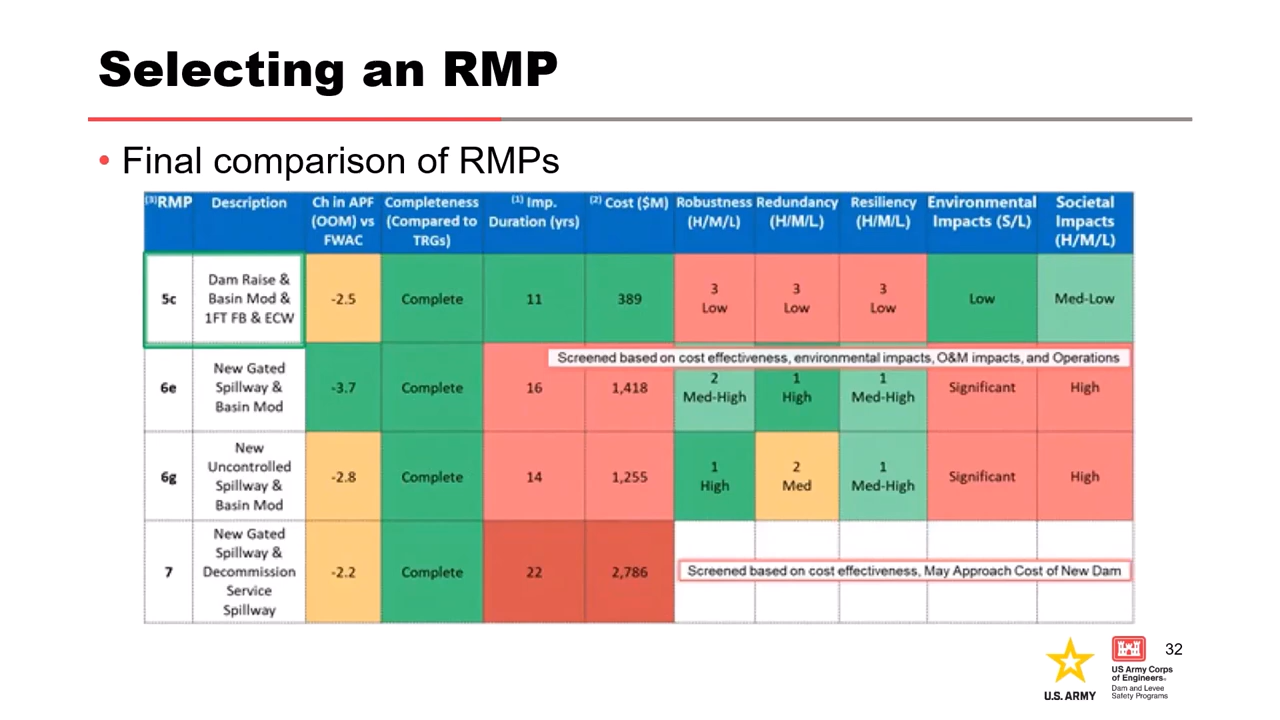 Selecting an RMP
• Final comparison of RMPs
(3)RMP
Description
Ch in APF
(OOM) vs
FWAC
Completeness
(Compared to
TRGs)
(1) Imp.
Duration (yrs)
(2) Cost ($M)
Robustness
(H/M/L)
Redundancy
(H/M/L)
Resiliency
(H/M/L)
Environmental
Impacts (S/L)
Societal
Impacts
(H/M/L)
5c
Dam Raise &
Basin Mod &
1FT FB & ECW
-2.5
Complete
11
389
3
Low
3
Low
3
Low
Low
Med-Low
Screened based on cost effectiveness, environmental impacts, O&M impacts, and Operations
6e
New Gated
Spillway &
Basin Mod
-3.7
Complete
16
1,418
2
Med-High
1
High
1
Med-High
Significant
High
6g
New
Uncontrolled
Spillway &
Basin Mod
-2.8
Complete
14
1,255
1
High
2
Med
1
Med-High
Significant
High
7
New Gated
Spillway &
Decommission
Service
Spillway
-2.2
Complete
22
2,786
Screened based on cost effectiveness, May Approach Cost of New Dam
32
U.S. ARMY
US Army Corps
of Engineers®
Dam and Levee
Safety Programs